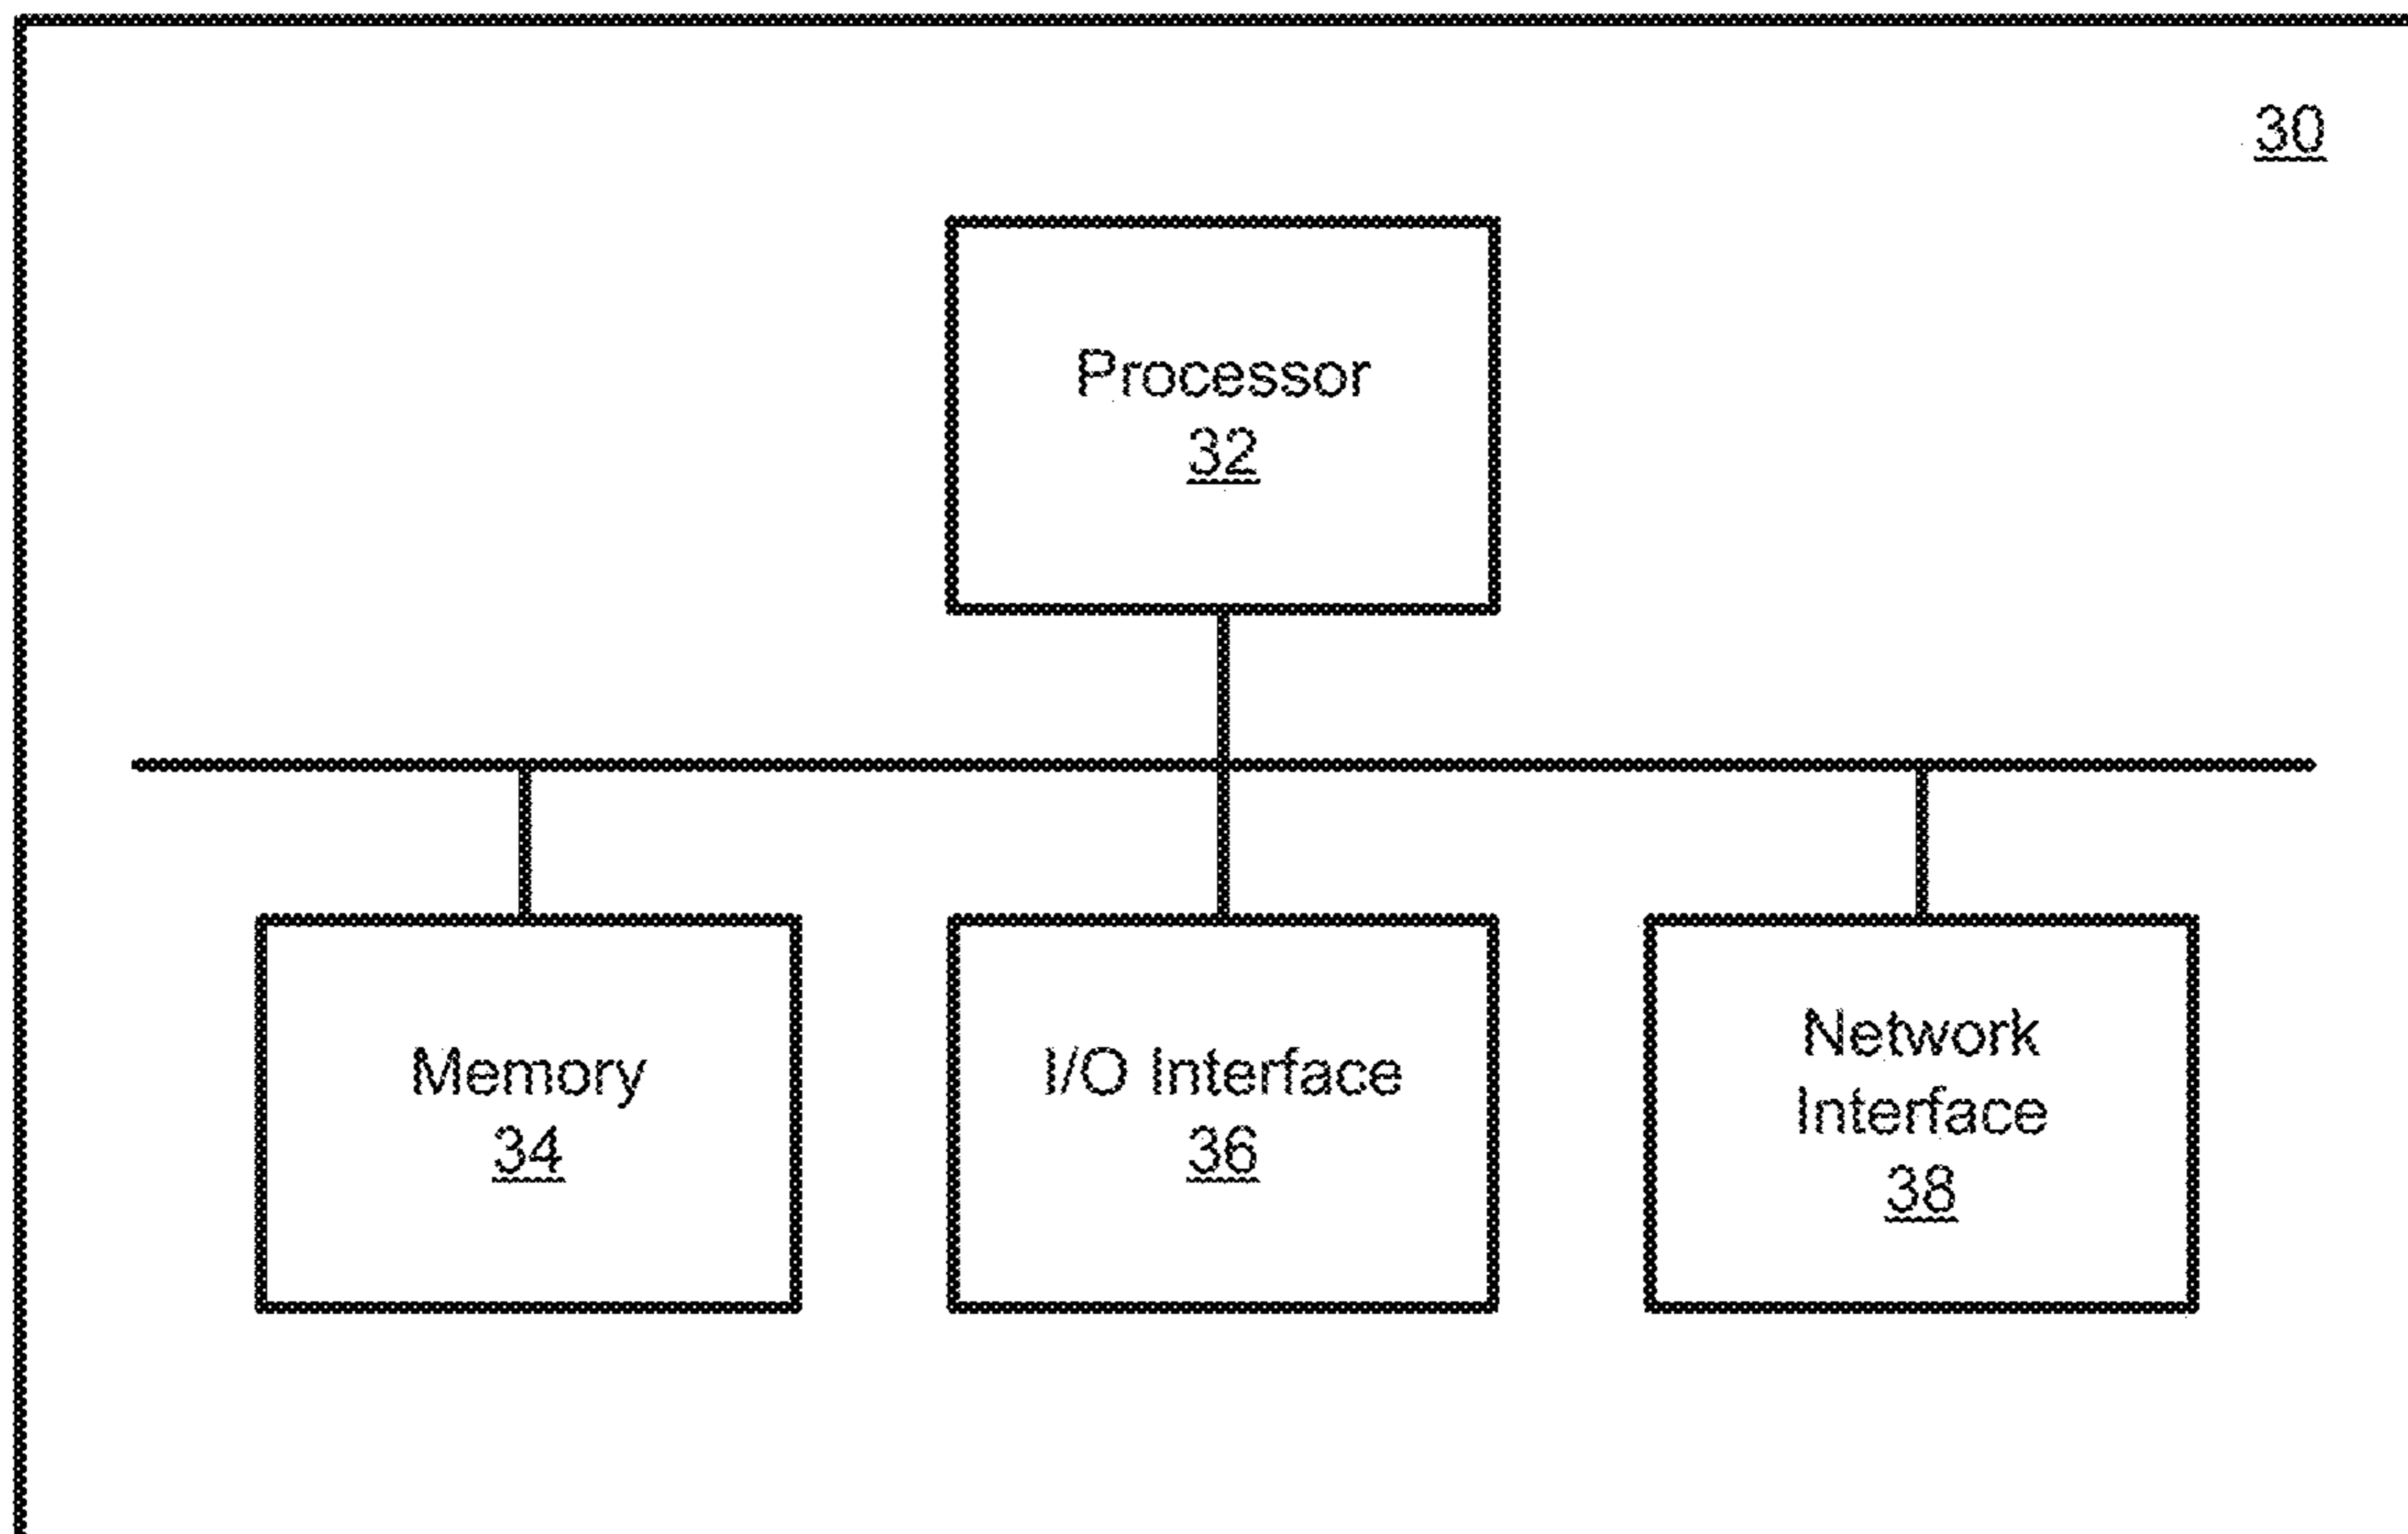 30
Processor
32
Memory
34
I/O Interface
36
Network
Interface
38